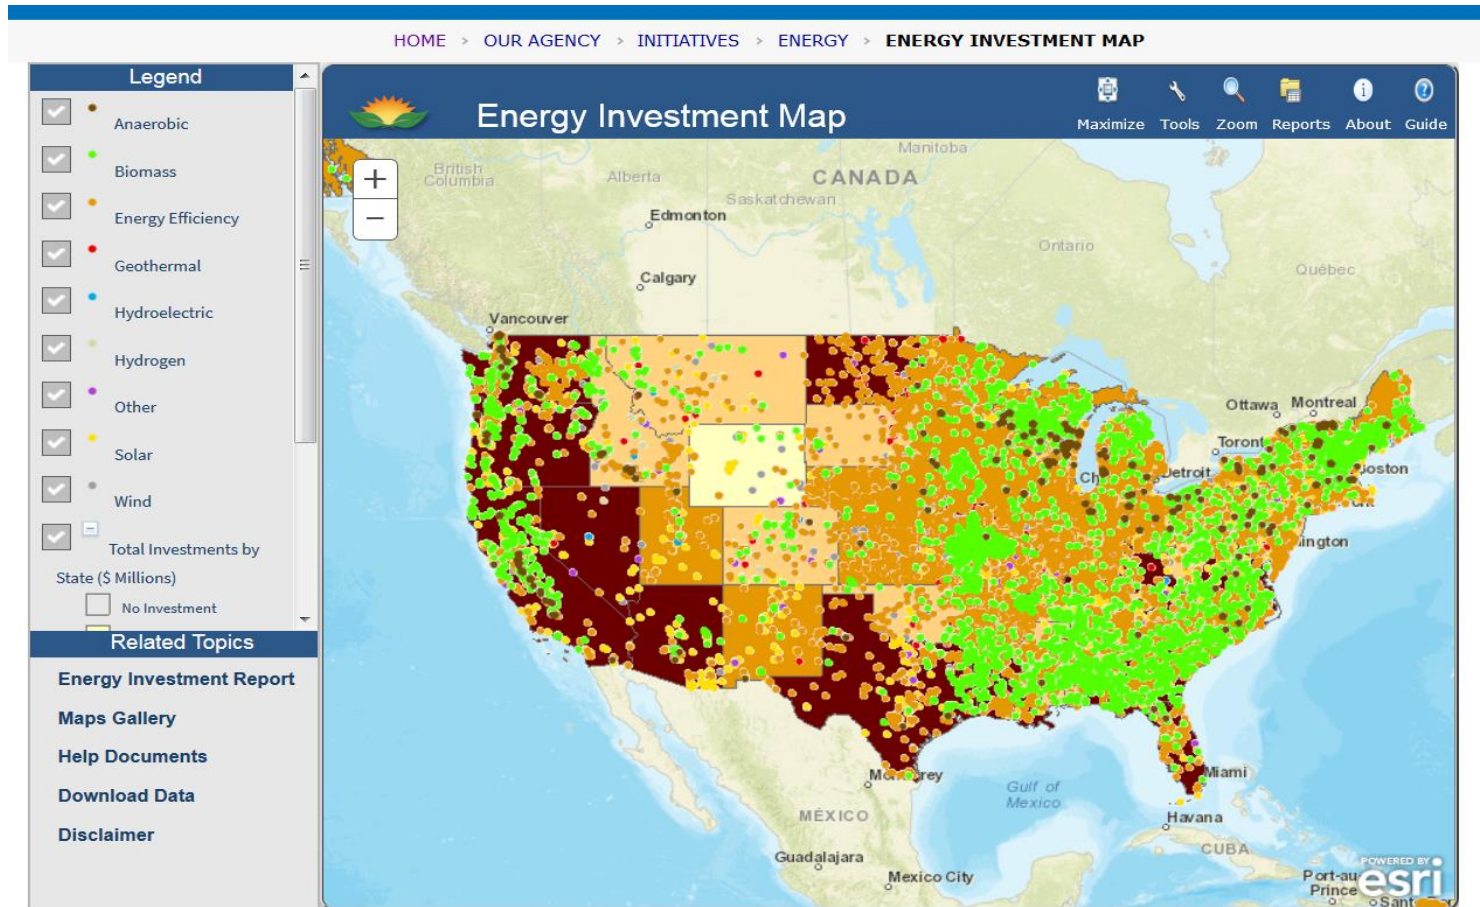 HOME > OUR AGENCY > INITIATIVES > ENERGY > ENERGY INVESTMENT MAP
Legend
Anaerobic
Biomass
Energy Efficiency
Geothermal
Hydroelectric
Hydrogen
Other
Solar
Wind
Total Investments by
State ($ Millions)
No Investment
Related Topics
Energy Investment Report
Maps Gallery
Help Documents
Download Data
Disclaimer
Energy Investment Map
Maximize Tools Zoom Reports About Guide
+
−
British
Columbia
Alberta
Saskatchewan
Manitoba
CANADA
Edmonton
Ontario
Québec
Calgary
Vancouver
Ottawa Montreal
Toront
Detroit
Ch
oston
ington
Miami
Gulf of
Mexico
Havana
CUBA
MÉXICO
Guadalajara
Mexico City
Port-au
Prince
POWERED BY
esri